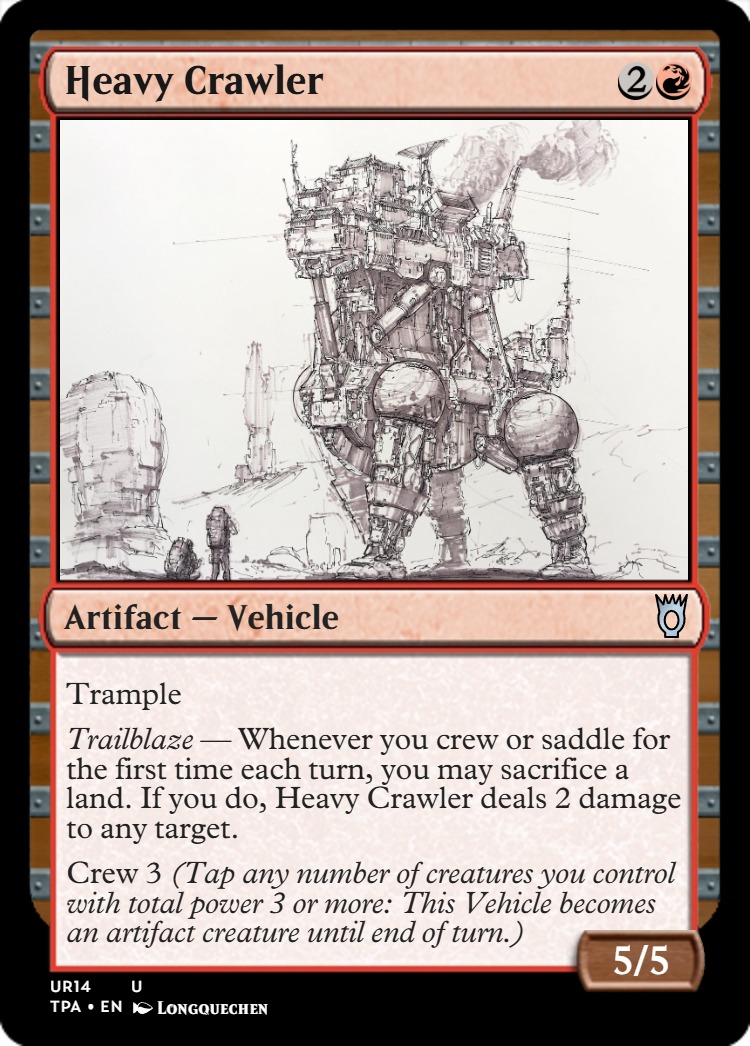 Heavy Crawler 2
Artifact — Vehicle
Trample
Trailblaze — Whenever you crew or saddle for
the first time each turn, you may sacrifice a
land. If you do, Heavy Crawler deals 2 damage
to any target.
Crew 3 (Tap any number of creatures you control
with total power 3 or more: This Vehicle becomes
an artifact creature until end of turn.)
5/5
UR14 U
TPA • EN Longquechen